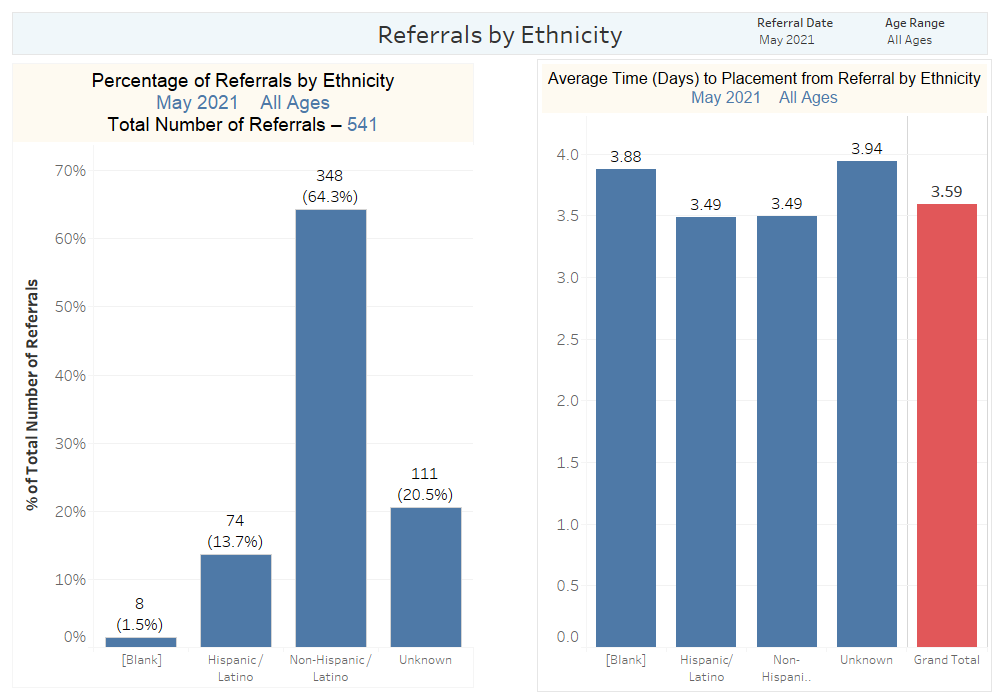 Referrals by Ethnicity
Referral Date
May 2021
Age Range
All Ages
Percentage of Referrals by Ethnicity
May 2021 All Ages
Total Number of Referrals – 541
% of Total Number of Referrals
70%
60%
50%
40%
30%
20%
10%
0%
8
(1.5%)
74
(13.7%)
348
(64.3%)
111
(20.5%)
[Blank]
Hispanic /
Latino
Non-Hispanic /
Latino
Unknown
Average Time (Days) to Placement from Referral by Ethnicity
May 2021 All Ages
4.0
3.5
3.0
2.5
2.0
1.5
1.0
0.5
0.0
3.88
3.49
3.49
3.94
3.59
[Blank]
Hispanic/
Latino
Non-
Hispani..
Unknown
Grand Total